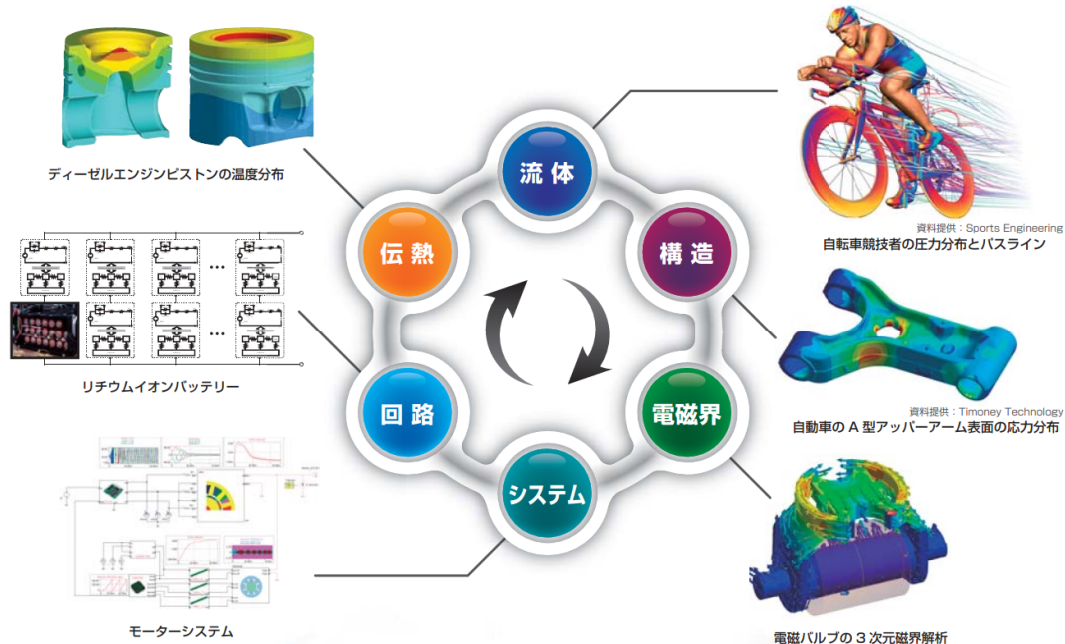 ディーゼルエンジンピストンの温度分布
リチウムイオンバッテリー
モーターシステム
流体
伝熱
構造
回路
電磁界
システム
資料提供：Sports Engineering
自転車競技者の圧力分布とパスライン
資料提供：Timoney Technology
自動車の A 型アッパーアーム表面の応力分布
電磁バルブの 3 次元磁界解析